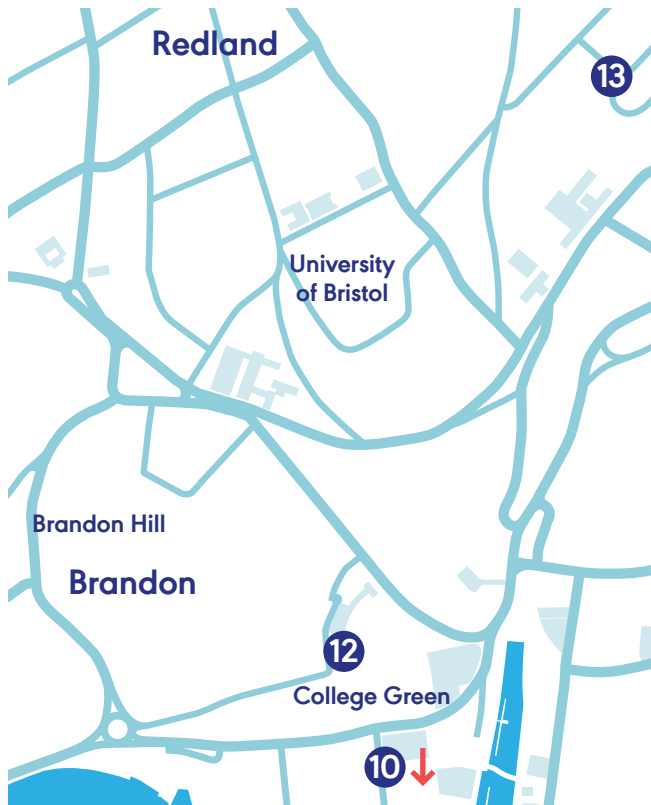 Redland
13
University
of Bristol
Brandon Hill
Brandon
12
College Green
10